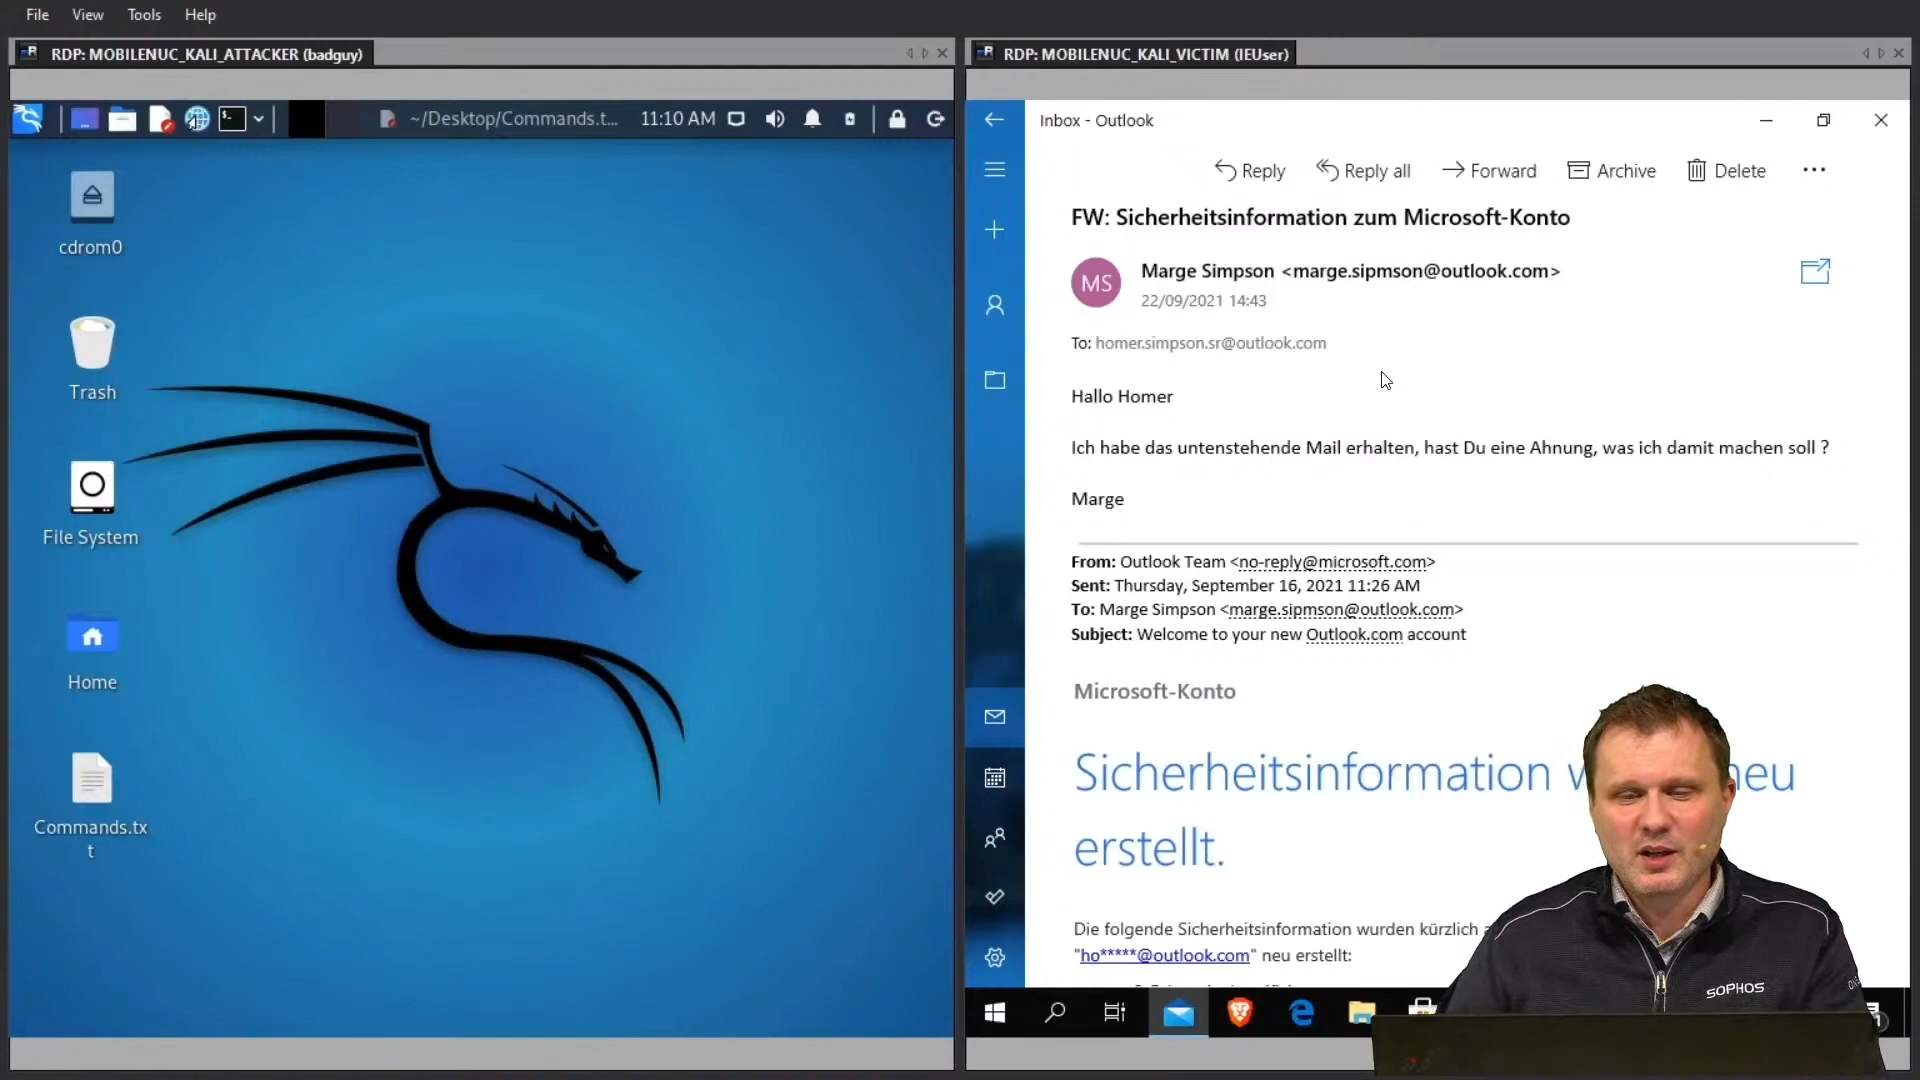 File View Tools Help
RDP: MOBILENUC_KALI_ATTACKER (badguy)
~/Desktop/Commands.t... 11:10 AM
cdrom0
Trash
File System
Home
Commands.tx
t
RDP: MOBILENUC_KALI_VICTIM (IEUser)
Inbox - Outlook
Reply Reply all Forward Archive Delete
FW: Sicherheitsinformation zum Microsoft-Konto
MS
Marge Simpson <marge.sipmson@outlook.com>
22/09/2021 14:43
To: homer.simpson.sr@outlook.com
Hallo Homer
Ich habe das untenstehende Mail erhalten, hast Du eine Ahnung, was ich damit machen soll ?
Marge
From: Outlook Team <no-reply@microsoft.com>
Sent: Thursday, September 16, 2021 11:26 AM
To: Marge Simpson <marge.sipmson@outlook.com>
Subject: Welcome to your new Outlook.com account
Microsoft-Konto
Sicherheitsinformation neu
erstellt.
Die folgende Sicherheitsinformation wurden kürzlich
"ho*****@outlook.com" neu erstellt:
SOPHOS